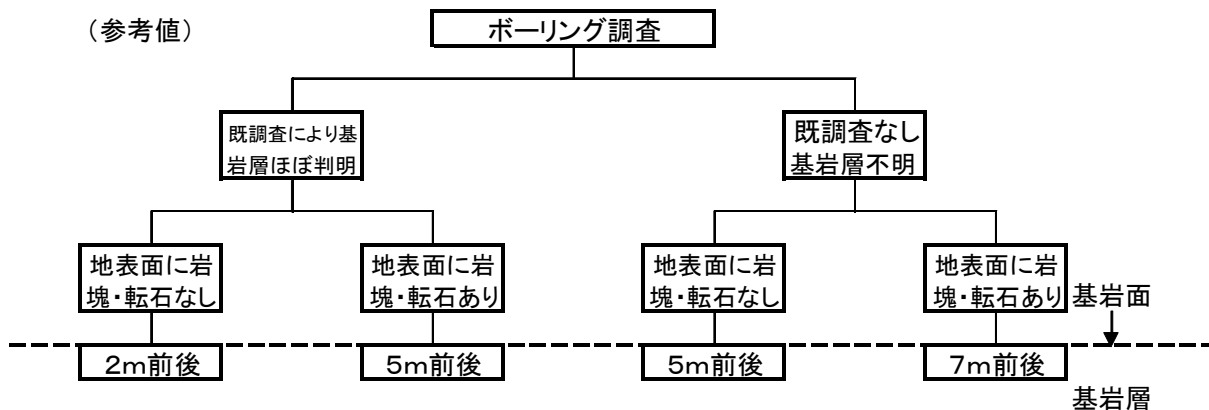 （参考値）
ボーリング調査
既調査により基
岩層ほぼ判明
既調査なし
基岩層不明
地表面に岩
塊・転石なし
地表面に岩
塊・転石あり
地表面に岩
塊・転石なし
地表面に岩
塊・転石あり
基岩面
2ｍ前後
5ｍ前後
5ｍ前後
7ｍ前後
基岩層